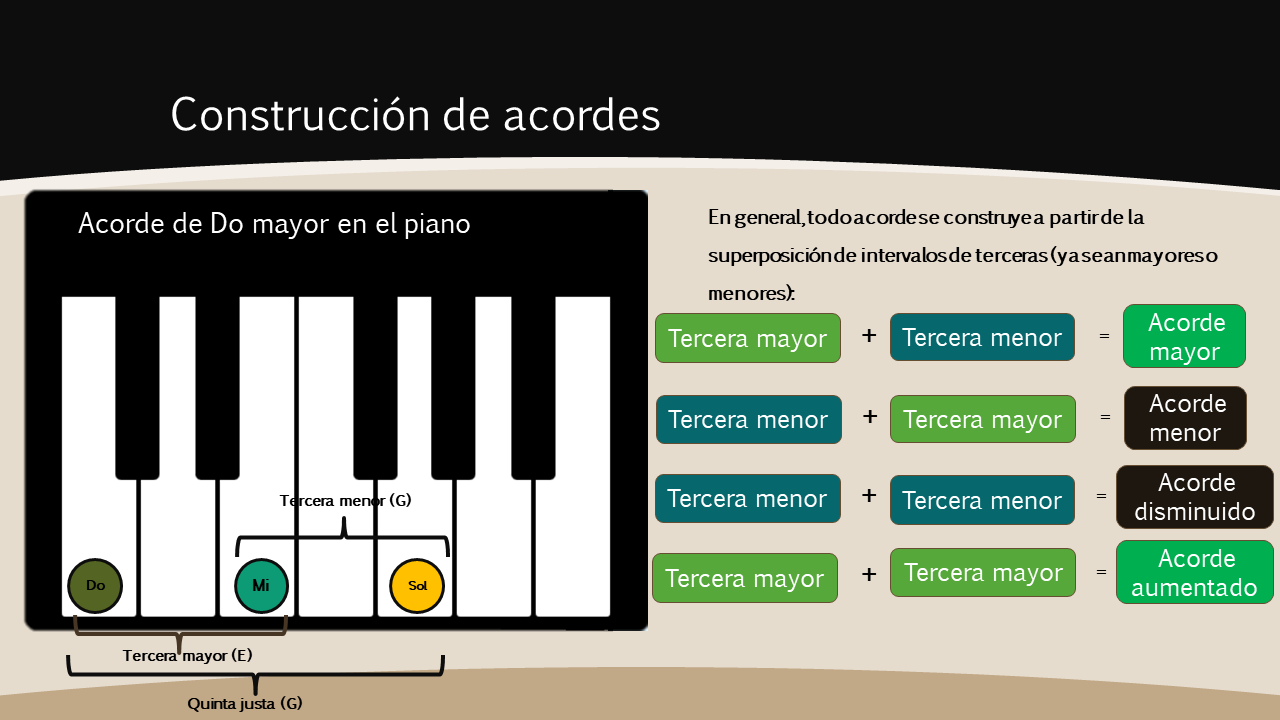 Construcción de acordes
Acorde de Do mayor en el piano
Tercera menor (G)
Do
Mi
Sol
Tercera mayor (E)
Quinta justa (G)
En general, todo acorde se construye a partir de la
superposición de intervalos de terceras (ya sean mayores o
menores):
Tercera mayor + Tercera menor = Acorde mayor
Tercera menor + Tercera mayor = Acorde menor
Tercera menor + Tercera menor = Acorde disminuido
Tercera mayor + Tercera mayor = Acorde aumentado